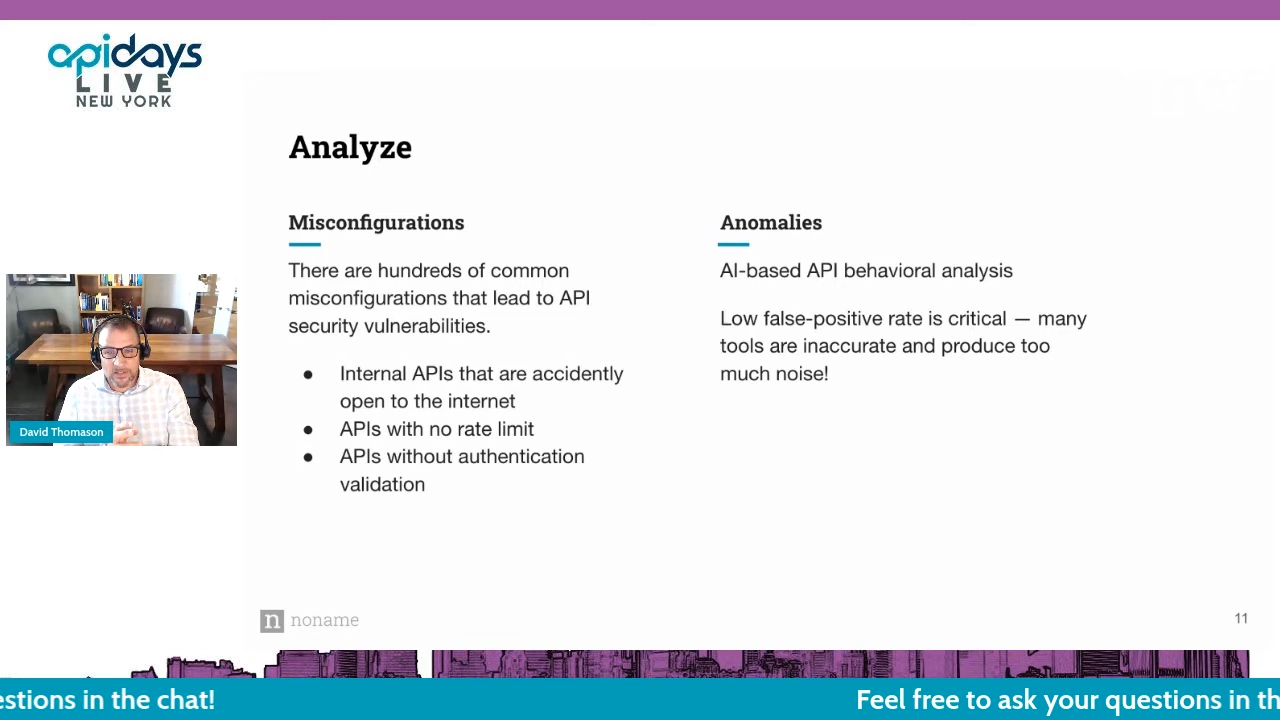 apidays
LIVE
NEW YORK
Analyze
Misconfigurations
There are hundreds of common
misconfigurations that lead to API
security vulnerabilities.
● Internal APIs that are accidently
open to the internet
● APIs with no rate limit
● APIs without authentication
validation
Anomalies
AI-based API behavioral analysis
Low false-positive rate is critical — many
tools are inaccurate and produce too
much noise!
David Thomason
n noname
11
estions in the chat!
Feel free to ask your questions in th